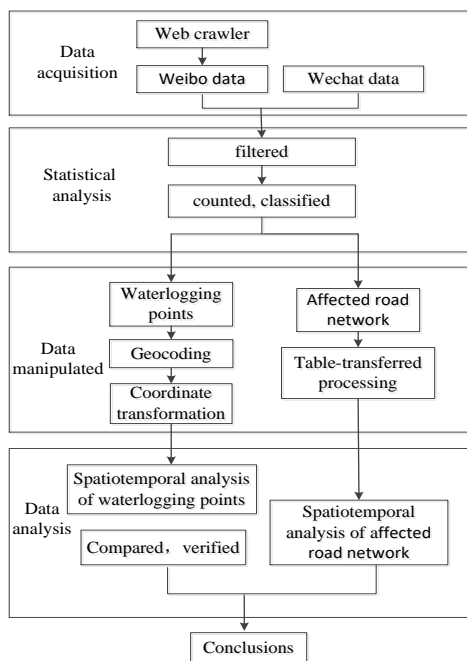 Web crawler
Data
acquisition
Weibo data
Wechat data
filtered
Statistical
analysis
counted, classified
Waterlogging
points
Affected road
network
Data
manipulated
Geocoding
Table-transferred
processing
Coordinate
transformation
Spatiotemporal analysis
of waterlogging points
Data
analysis
Spatiotemporal
analysis of affected
road network
Compared，verified
Conclusions